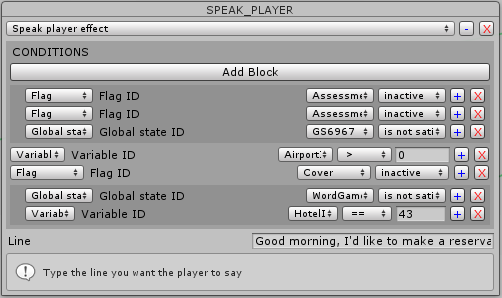 SPEAK_PLAYER
Speak player effect - X
CONDITIONS
Add Block
Flag Flag ID Assessme inactive + X
Flag Flag ID Assessme inactive + X
Global sta Global state ID GS6967 is not sati + X
Variabl Variable ID Airport > 0 + X
Flag Flag ID Cover inactive + X
Global sta Global state ID WordGam is not sati + X
Variab Variable ID HotelI == 43 + X
Line Good morning, I'd like to make a reserva
Type the line you want the player to say